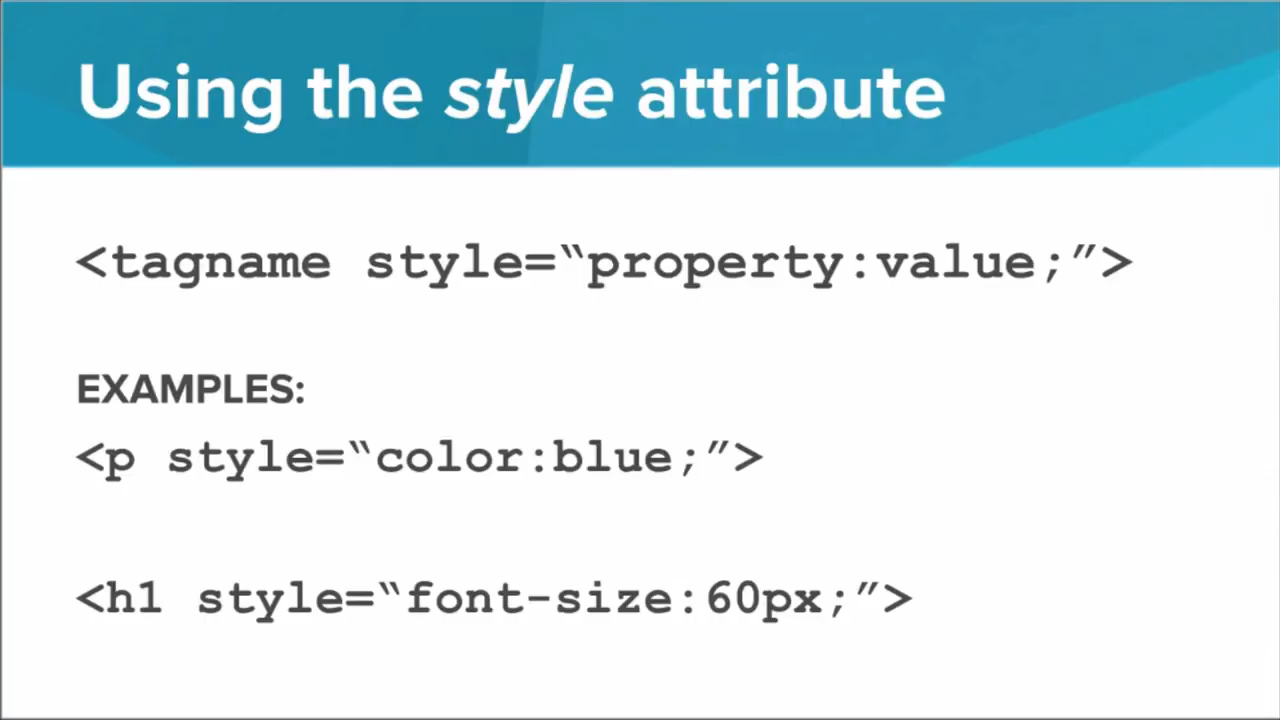 Using the style attribute
<tagname style=“property:value;”>
EXAMPLES:
<p style=“color:blue;”>
<h1 style=“font-size:60px;”>